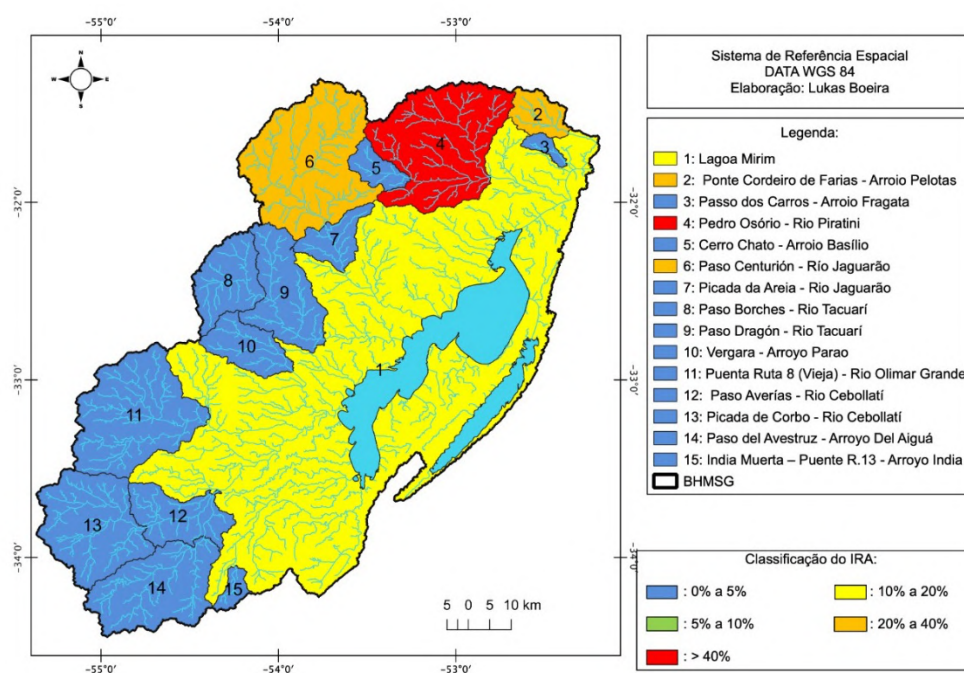 -55°0' -54°0' -53°0'
N
W E
S
-32°0' -32°0'
-33°0' -33°0'
-34°0' -34°0'
2
4
3
6
5
7
8
9
10
1
11
12
13
14
15
5 0 5 10 km
-55°0' -54°0' -53°0'
Sistema de Referência Espacial
DATA WGS 84
Elaboração: Lukas Boeira
Legenda:
1: Lagoa Mirim
2: Ponte Cordeiro de Farias - Arroio Pelotas
3: Passo dos Carros - Arroio Fragata
4: Pedro Osório - Rio Piratini
5: Cerro Chato - Arroio Basílio
6: Paso Centurión - Río Jaguarão
7: Picada da Areia - Rio Jaguarão
8: Paso Borches - Rio Tacuarí
9: Paso Dragón - Rio Tacuarí
10: Vergara - Arroyo Parao
11: Puenta Ruta 8 (Vieja) - Rio Olimar Grande
12: Paso Averías - Rio Cebollatí
13: Picada de Corbo - Rio Cebollatí
14: Paso del Avestruz - Arroyo Del Aiguá
15: India Muerta – Puente R.13 - Arroyo India
BHMSG
Classificação do IRA:
: 0% a 5% : 10% a 20%
: 5% a 10% : 20% a 40%
: > 40%